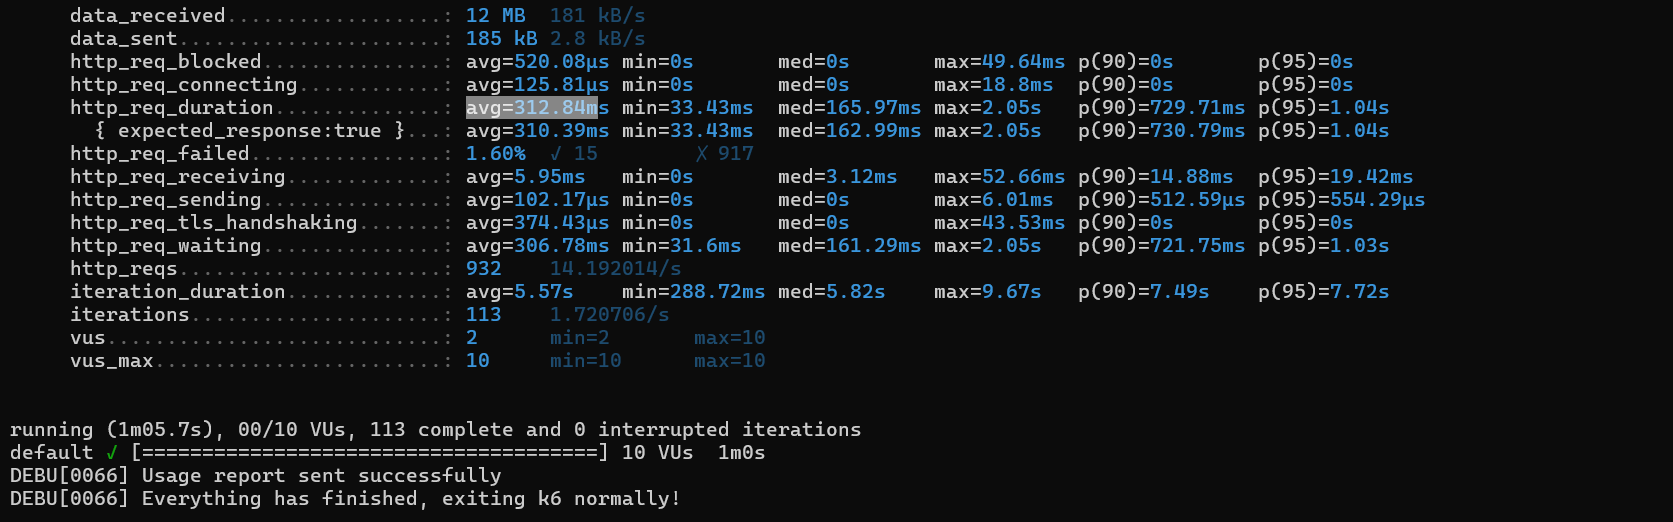 data_received..................: 12 MB  181 kB/s
data_sent......................: 185 kB 2.8 kB/s
http_req_blocked...............: avg=520.08µs min=0s       med=0s       max=49.64ms p(90)=0s       p(95)=0s
http_req_connecting............: avg=125.81µs min=0s       med=0s       max=18.8ms  p(90)=0s       p(95)=0s
http_req_duration..............: avg=312.84ms min=33.43ms  med=165.97ms max=2.05s   p(90)=729.71ms p(95)=1.04s
  { expected_response:true }...: avg=310.39ms min=33.43ms  med=162.99ms max=2.05s   p(90)=730.79ms p(95)=1.04s
http_req_failed................: 1.60%  ✓ 15        ✗ 917
http_req_receiving.............: avg=5.95ms   min=0s       med=3.12ms   max=52.66ms p(90)=14.88ms  p(95)=19.42ms
http_req_sending...............: avg=102.17µs min=0s       med=0s       max=6.01ms  p(90)=512.59µs p(95)=554.29µs
http_req_tls_handshaking.......: avg=374.43µs min=0s       med=0s       max=43.53ms p(90)=0s       p(95)=0s
http_req_waiting...............: avg=306.78ms min=31.6ms   med=161.29ms max=2.05s   p(90)=721.75ms p(95)=1.03s
http_reqs......................: 932    14.192014/s
iteration_duration.............: avg=5.57s    min=288.72ms med=5.82s    max=9.67s   p(90)=7.49s    p(95)=7.72s
iterations.....................: 113    1.720706/s
vus............................: 2      min=2       max=10
vus_max........................: 10     min=10      max=10
running (1m05.7s), 00/10 VUs, 113 complete and 0 interrupted iterations
default ✓ [======================================] 10 VUs  1m0s
DEBU[0066] Usage report sent successfully
DEBU[0066] Everything has finished, exiting k6 normally!